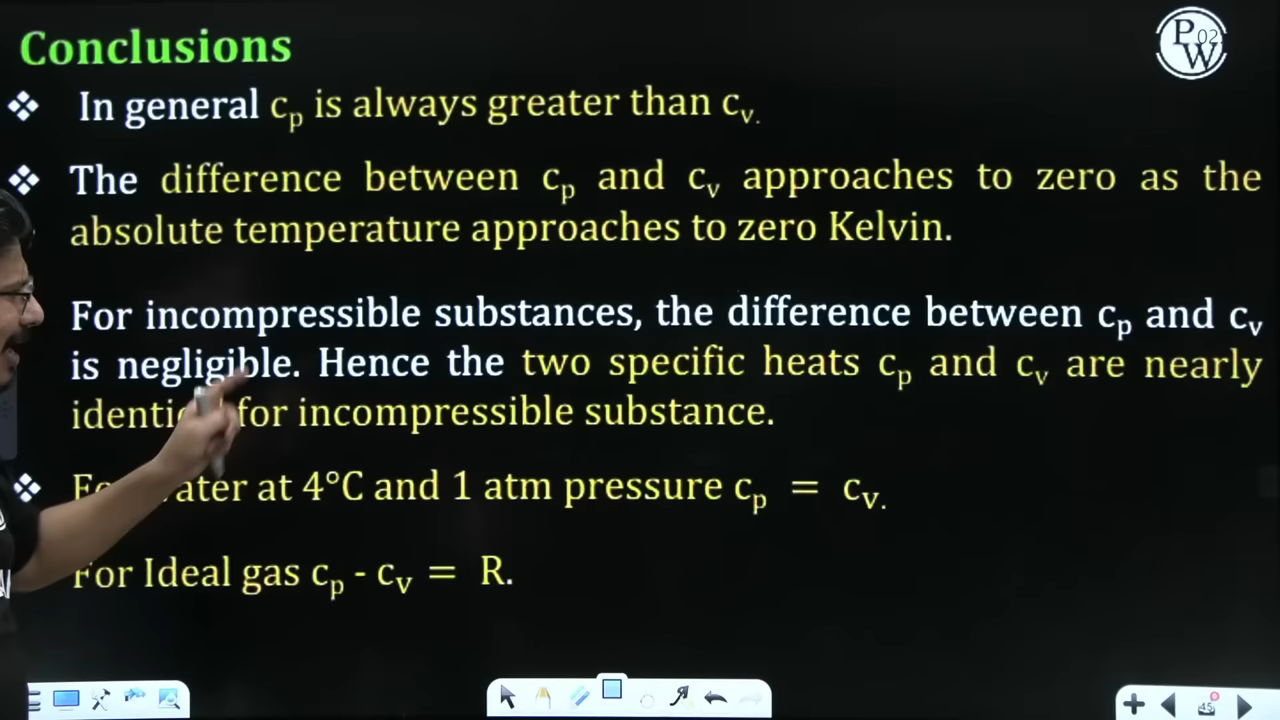 Conclusions
PW 02
❖ In general cp is always greater than cv.
❖ The difference between cp and cv approaches to zero as the
absolute temperature approaches to zero Kelvin.
For incompressible substances, the difference between cp and cv
is negligible. Hence the two specific heats cp and cv are nearly
for incompressible substance.
❖ at 4°C and 1 atm pressure cp = cv.
For Ideal gas cp - cv = R.
45